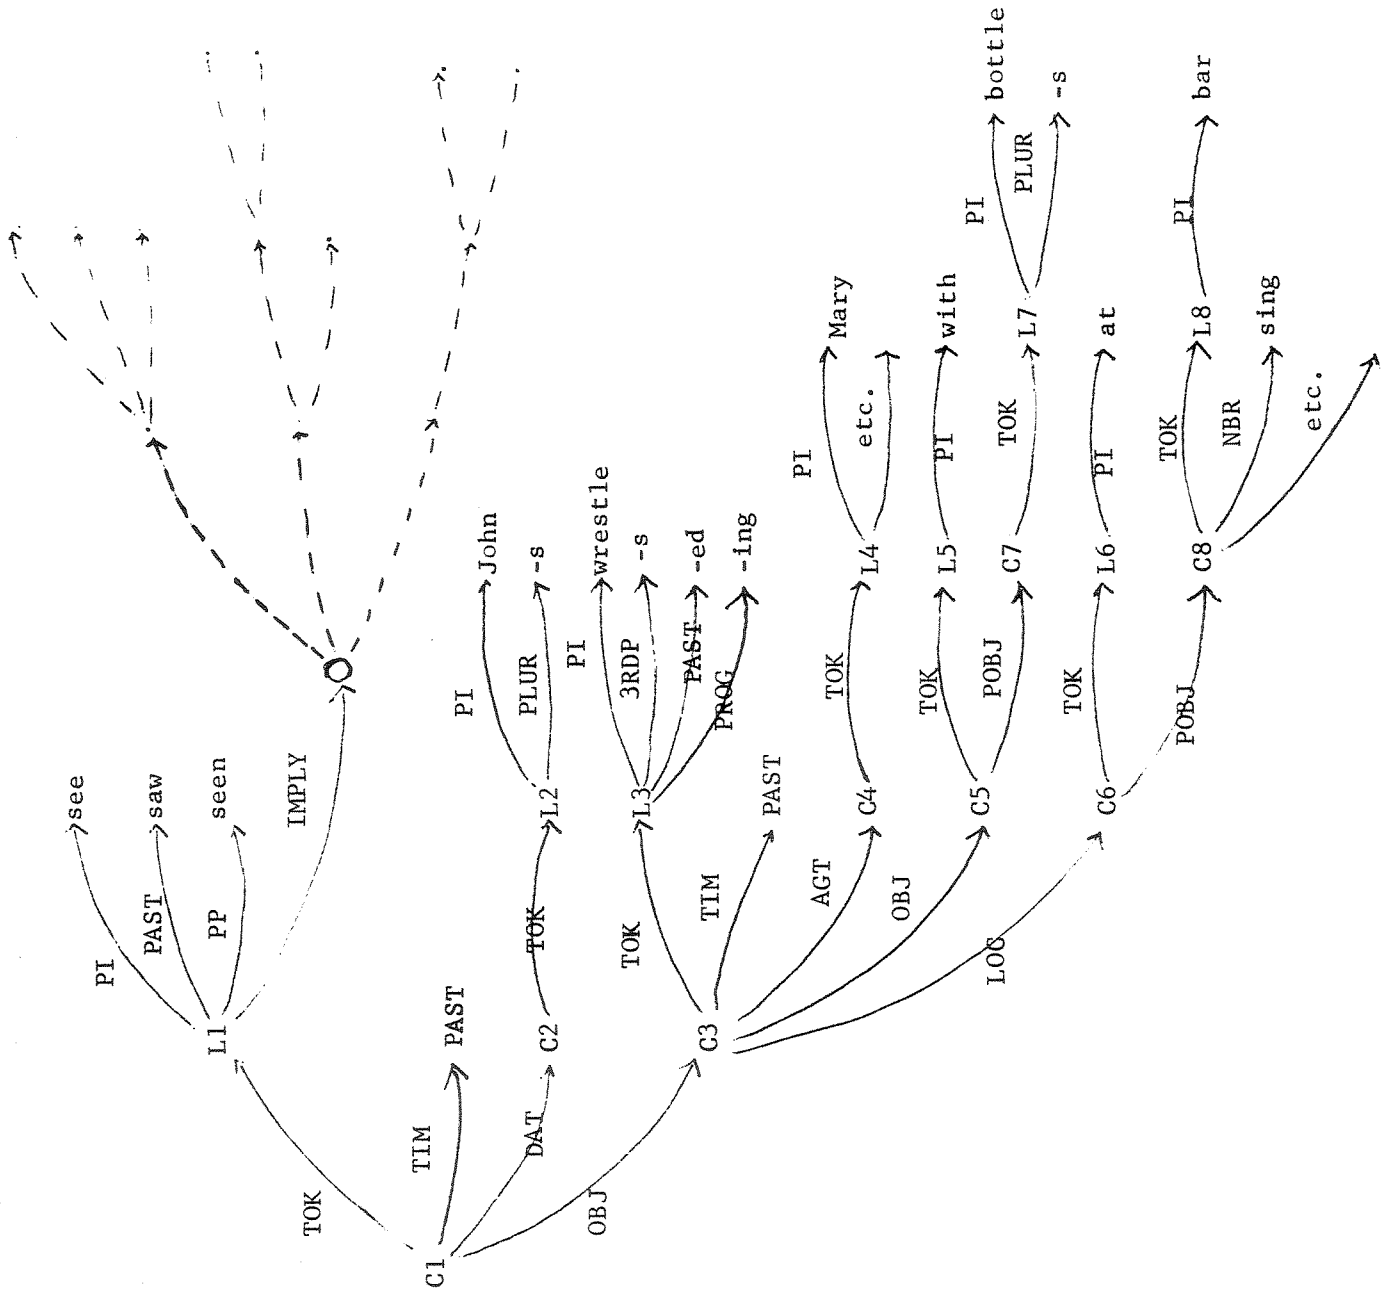 see
PI
saw
PAST
seen
PP
L1
IMPLY
TOK
C1
TIM
PAST
DAT
C2
TOK
L2
PI
John
PLUR
-s
OBJ
C3
TOK
L3
PI
wrestle
3RDP
-s
PAST
-ed
PROG
-ing
TIM
PAST
AGT
C4
TOK
L4
PI
Mary
etc.
OBJ
C5
TOK
L5
PI
with
POBJ
C7
TOK
L7
PI
bottle
PLUR
-s
LOC
C6
TOK
L6
PI
at
POBJ
C8
TOK
L8
PI
bar
NBR
sing
etc.